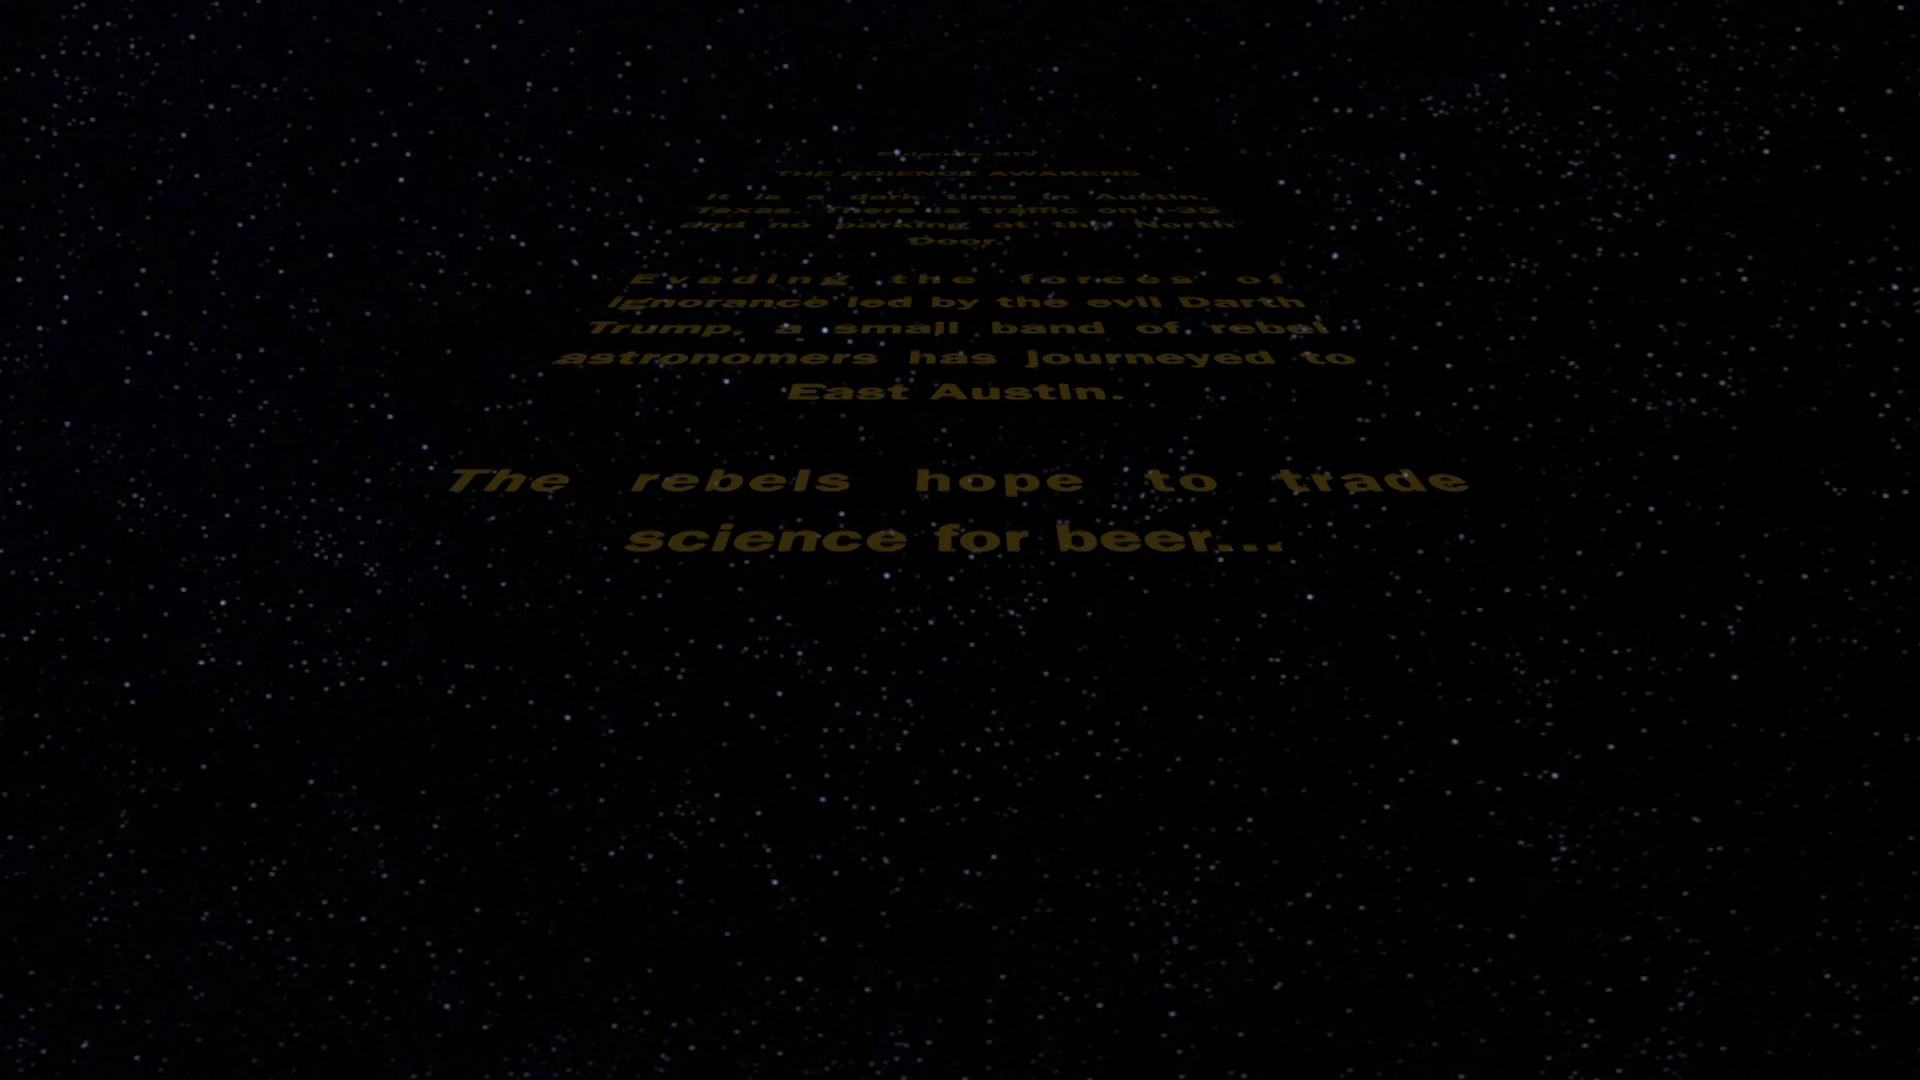 Episode XIV
THE SCIENCE AWAKENS
It is a dark time in Austin,
Texas. There is traffic on I-35
and no parking at the North
Door.
Evading the forces of
ignorance led by the evil Darth
Trump, a small band of rebel
astronomers has journeyed to
East Austin.
The rebels hope to trade
science for beer...